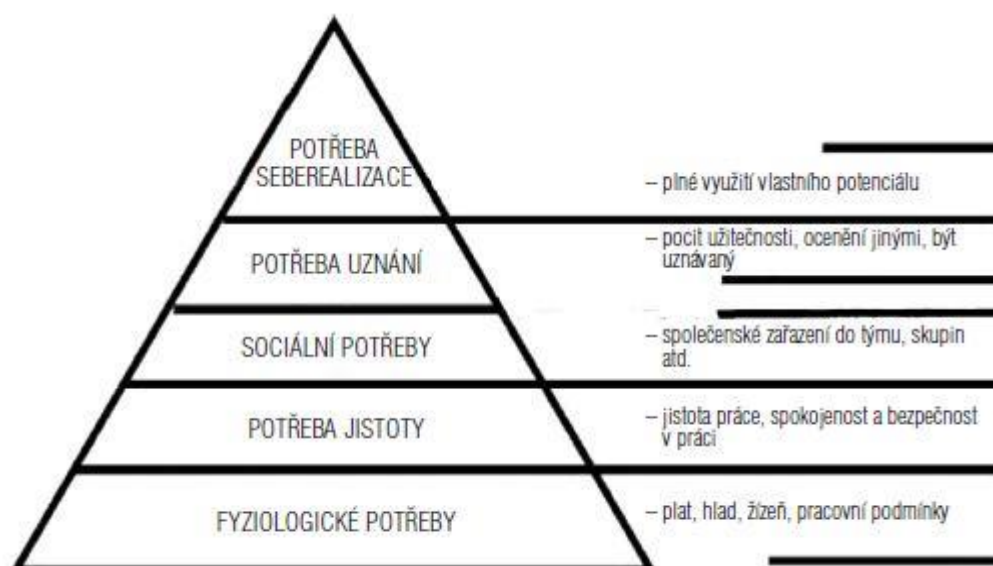 POTŘEBA
SEBEREALIZACE
– plné využití vlastního potenciálu
POTŘEBA UZNÁNÍ
– pocit užitečnosti, ocenění jinými, být
uznávaný
SOCIÁLNÍ POTŘEBY
– společenské zařazení do týmu, skupin
atd.
POTŘEBA JISTOTY
– jistota práce, spokojenost a bezpečnost
v práci
FYZIOLOGICKÉ POTŘEBY
– plat, hlad, žízeň, pracovní podmínky